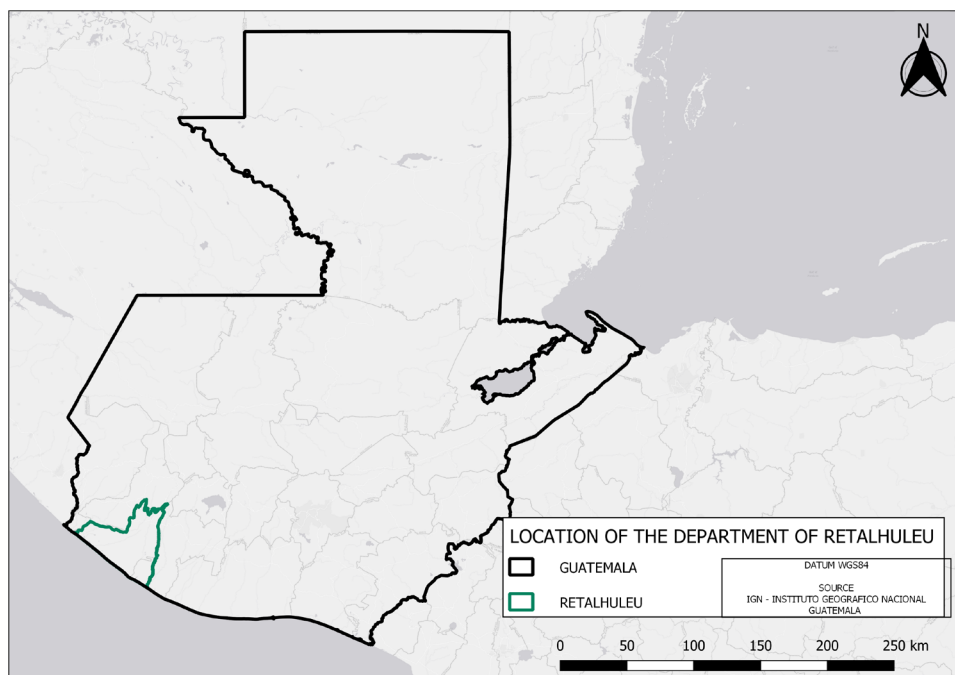 N
LOCATION OF THE DEPARTMENT OF RETALHULEU
GUATEMALA
RETALHULEU
DATUM WGS84
SOURCE
IGN - INSTITUTO GEOGRAFICO NACIONAL
GUATEMALA
0 50 100 150 200 250 km